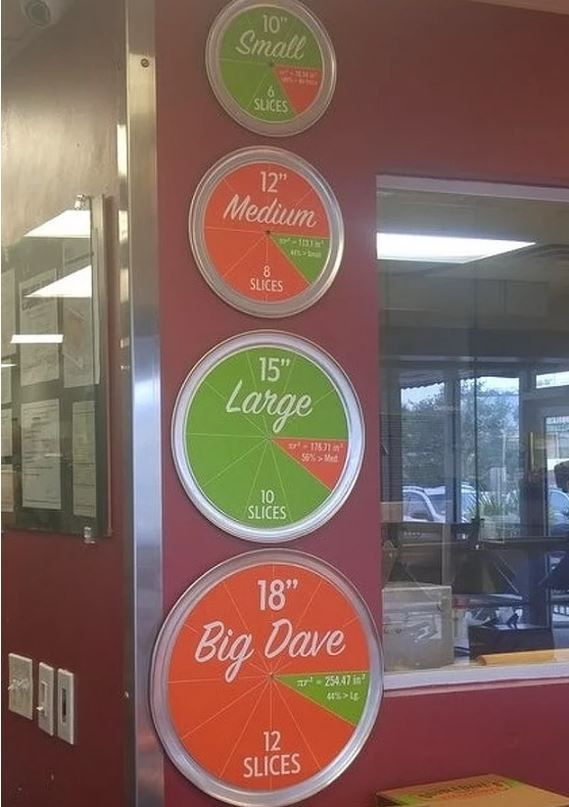 10”
Small
6
SLICES
12”
Medium
πr² = 113.1 in²
44% > Small
8
SLICES
15”
Large
πr² = 176.71 in²
56% > Med.
10
SLICES
18”
Big Dave
πr² = 254.47 in²
44% > Lg.
12
SLICES